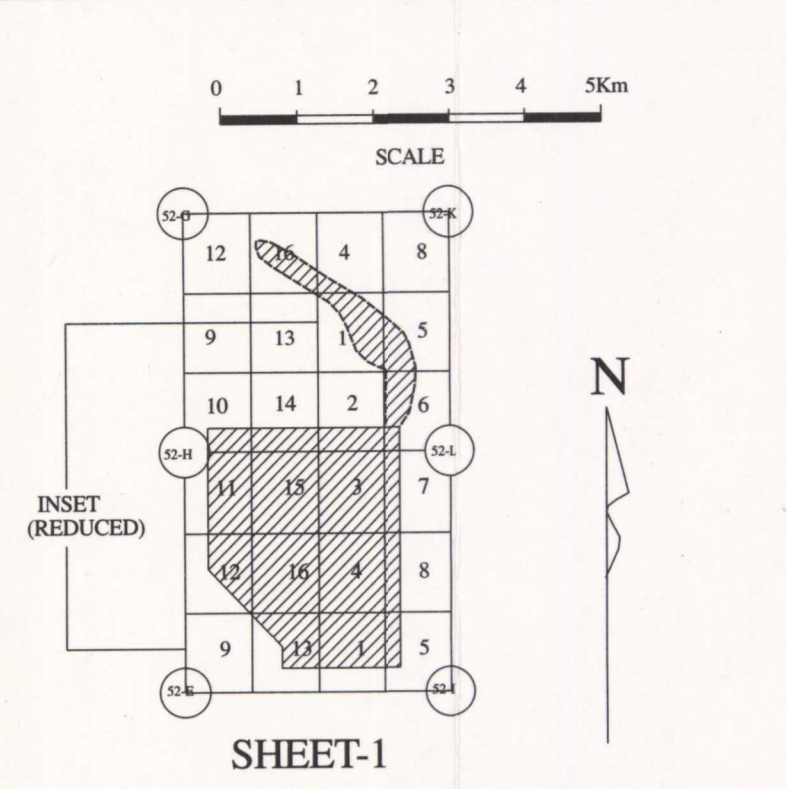 0 1 2 3 4 5Km
SCALE
52-G 52-K
12 16 4 8
9 13 1 5
10 14 2 6
52-H 52-L
11 15 3 7
INSET
(REDUCED)
12 16 4 8
9 13 1 5
52-E 52-I
SHEET-1
N